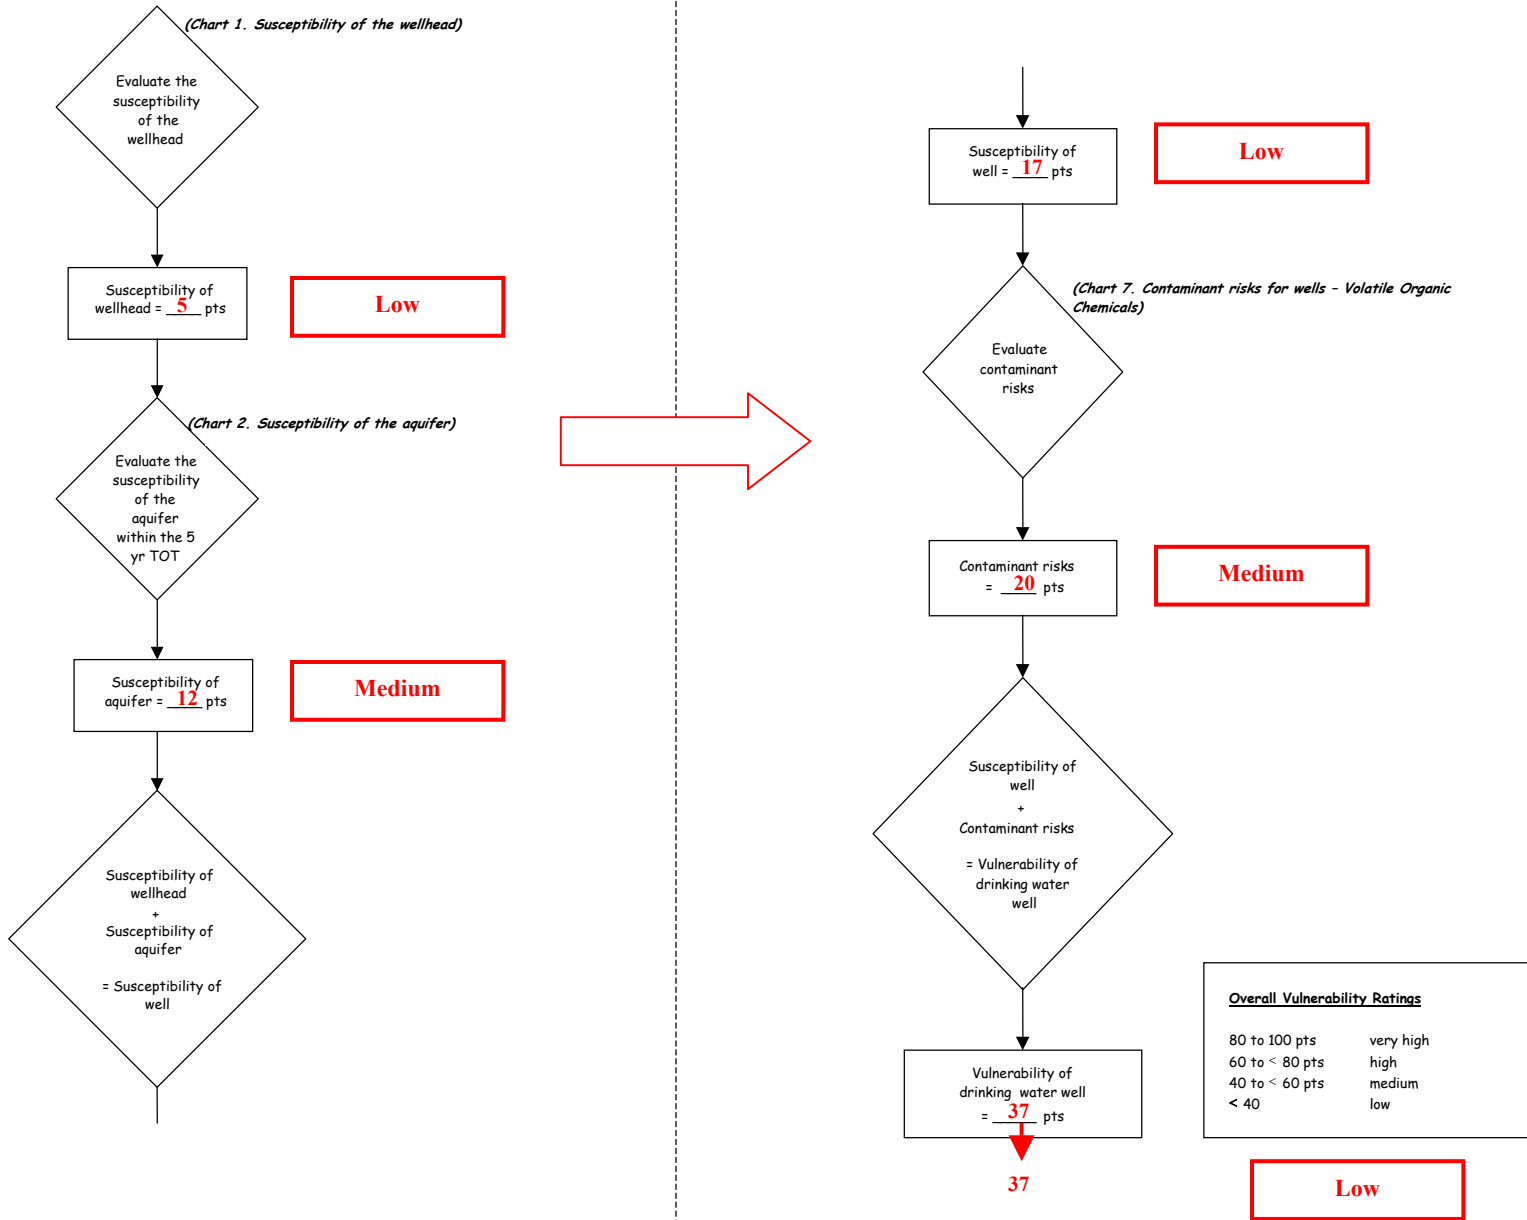 (Chart 1. Susceptibility of the wellhead)
Evaluate the
susceptibility
of the
wellhead
Susceptibility of
wellhead = 5 pts
Low
(Chart 2. Susceptibility of the aquifer)
Evaluate the
susceptibility
of the
aquifer
within the 5
yr TOT
Susceptibility of
aquifer = 12 pts
Medium
Susceptibility of
wellhead
+
Susceptibility of
aquifer
= Susceptibility of
well
Susceptibility of
well = 17 pts
Low
(Chart 7. Contaminant risks for wells – Volatile Organic
Chemicals)
Evaluate
contaminant
risks
Contaminant risks
= 20 pts
Medium
Susceptibility of
well
+
Contaminant risks
= Vulnerability of
drinking water
well
Vulnerability of
drinking water well
= 37 pts
37
Overall Vulnerability Ratings
80 to 100 pts very high
60 to < 80 pts high
40 to < 60 pts medium
< 40 low
Low